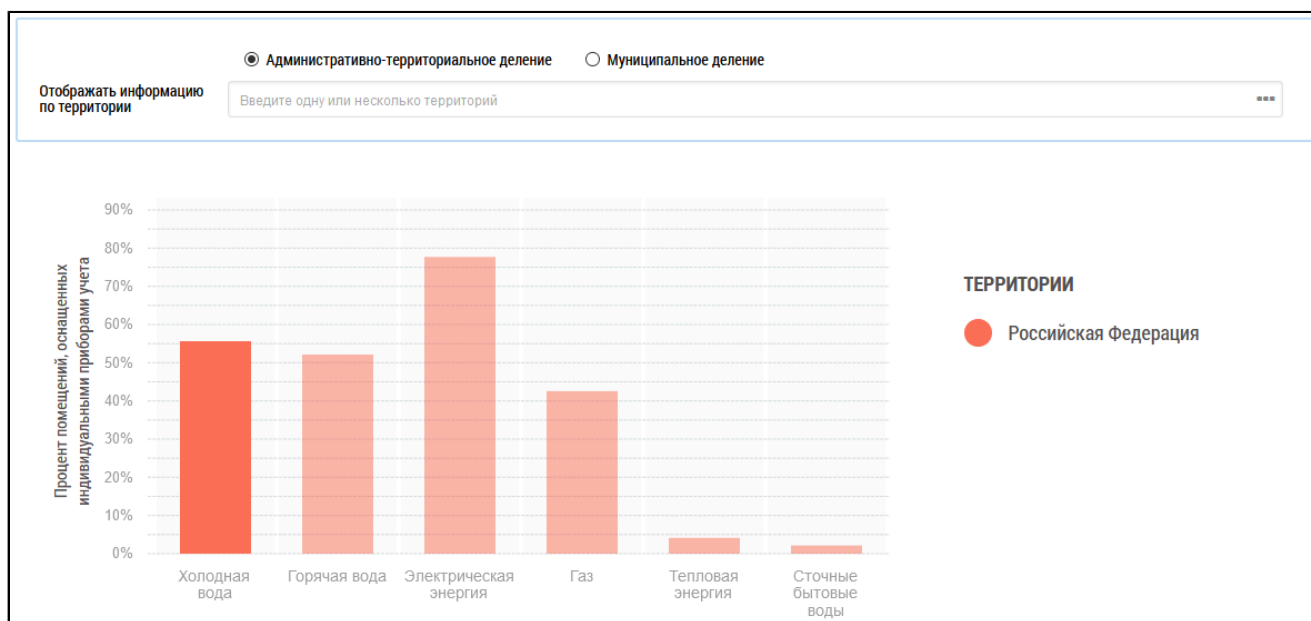 Административно-территориальное деление
Муниципальное деление
Отображать информацию
по территории
Введите одну или несколько территорий
Процент помещений, оснащенных
индивидуальными приборами учета
90%
80%
70%
60%
50%
40%
30%
20%
10%
0%
Холодная
вода
Горячая вода
Электрическая
энергия
Газ
Тепловая
энергия
Сточные
бытовые
воды
ТЕРРИТОРИИ
Российская Федерация